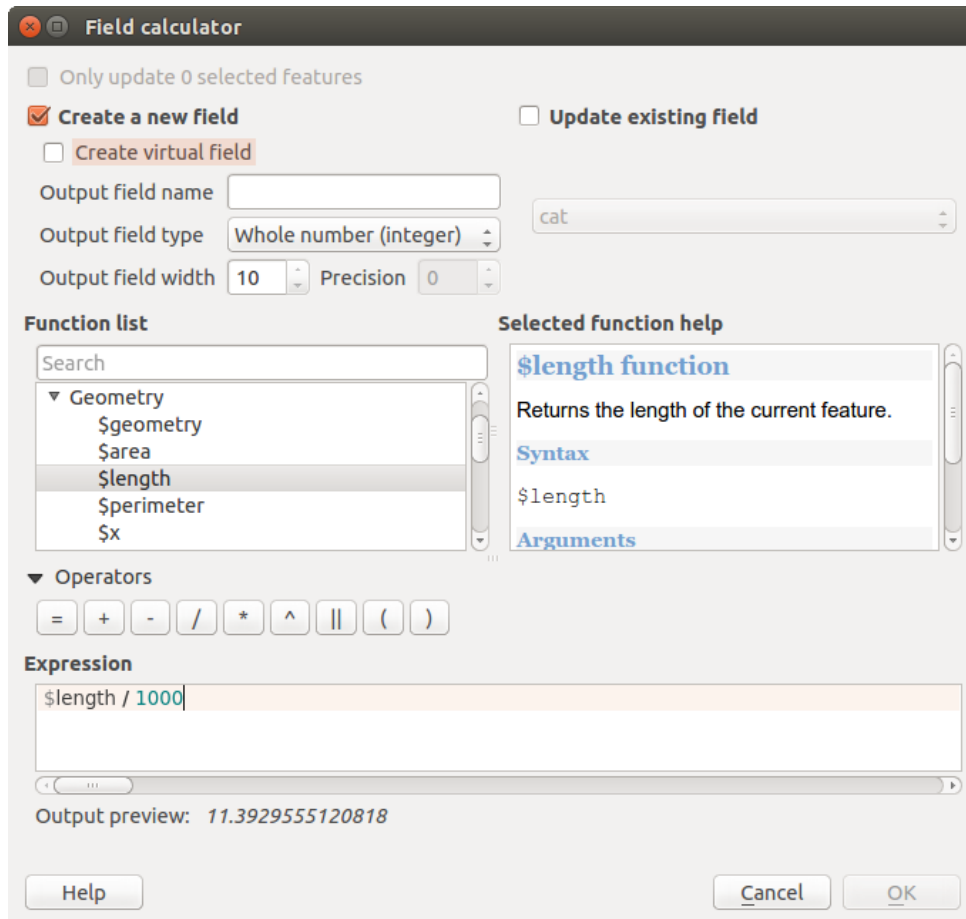 Field calculator
Only update 0 selected features
Create a new field
Update existing field
Create virtual field
Output field name
cat
Output field type Whole number (integer)
Output field width 10 Precision 0
Function list
Selected function help
Search
Geometry
$geometry
$area
$length
$perimeter
$x
$length function
Returns the length of the current feature.
Syntax
$length
Arguments
Operators
= + - / * ^ || ( )
Expression
$length / 1000
Output preview: 11.3929555120818
Help Cancel OK